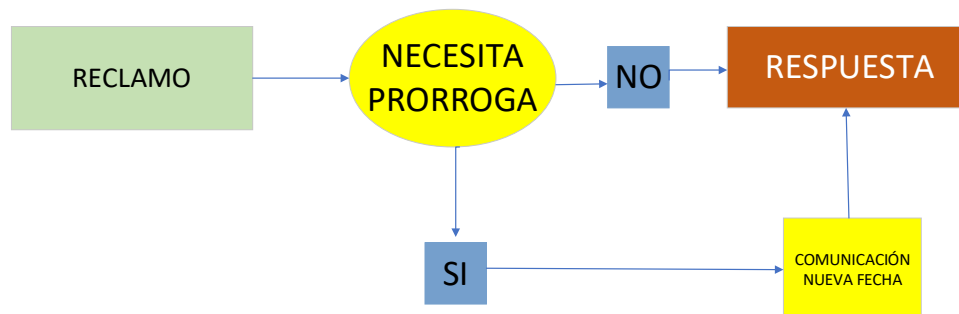 RECLAMO
NECESITA
PRORROGA
NO
RESPUESTA
SI
COMUNICACIÓN
NUEVA FECHA